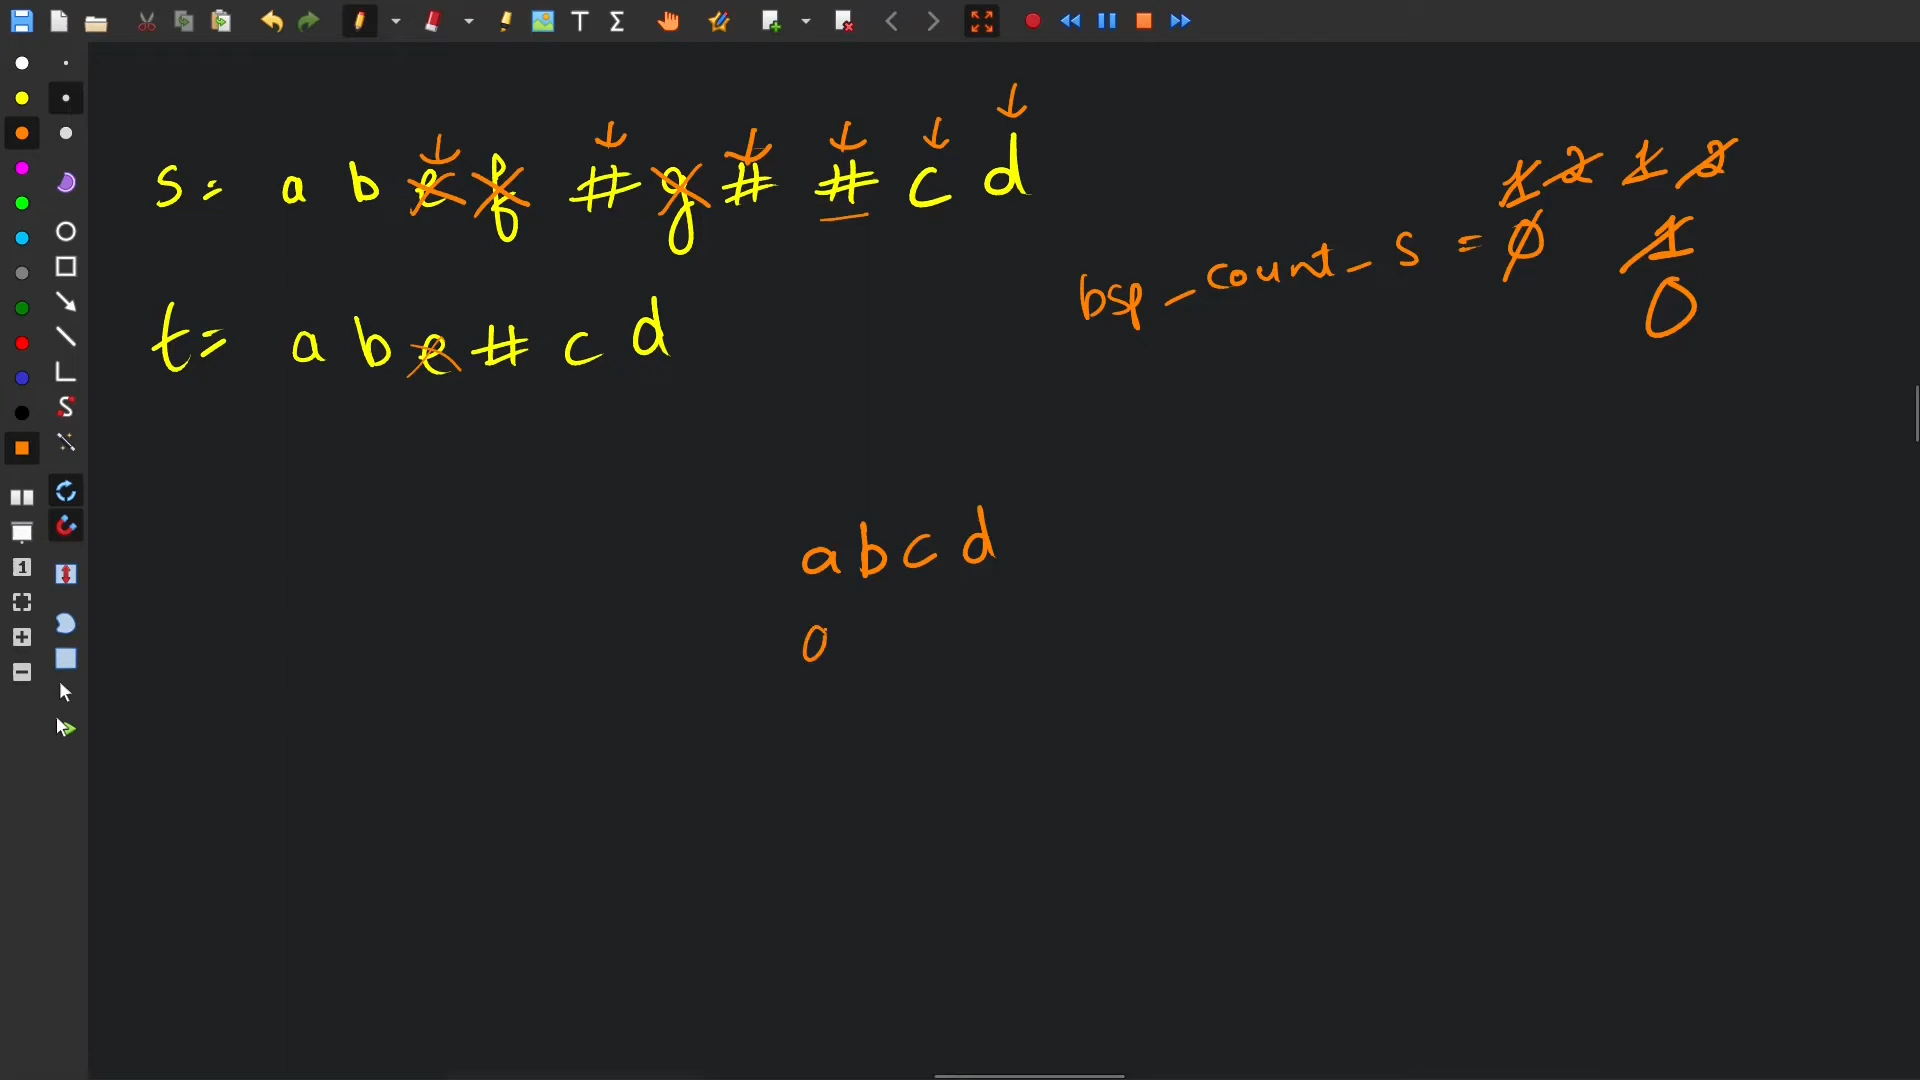 s = a b e f # g # # c d
1 2 1 2
bsp_count_s = 0 1
0
t = a b e # c d
a b c d
0